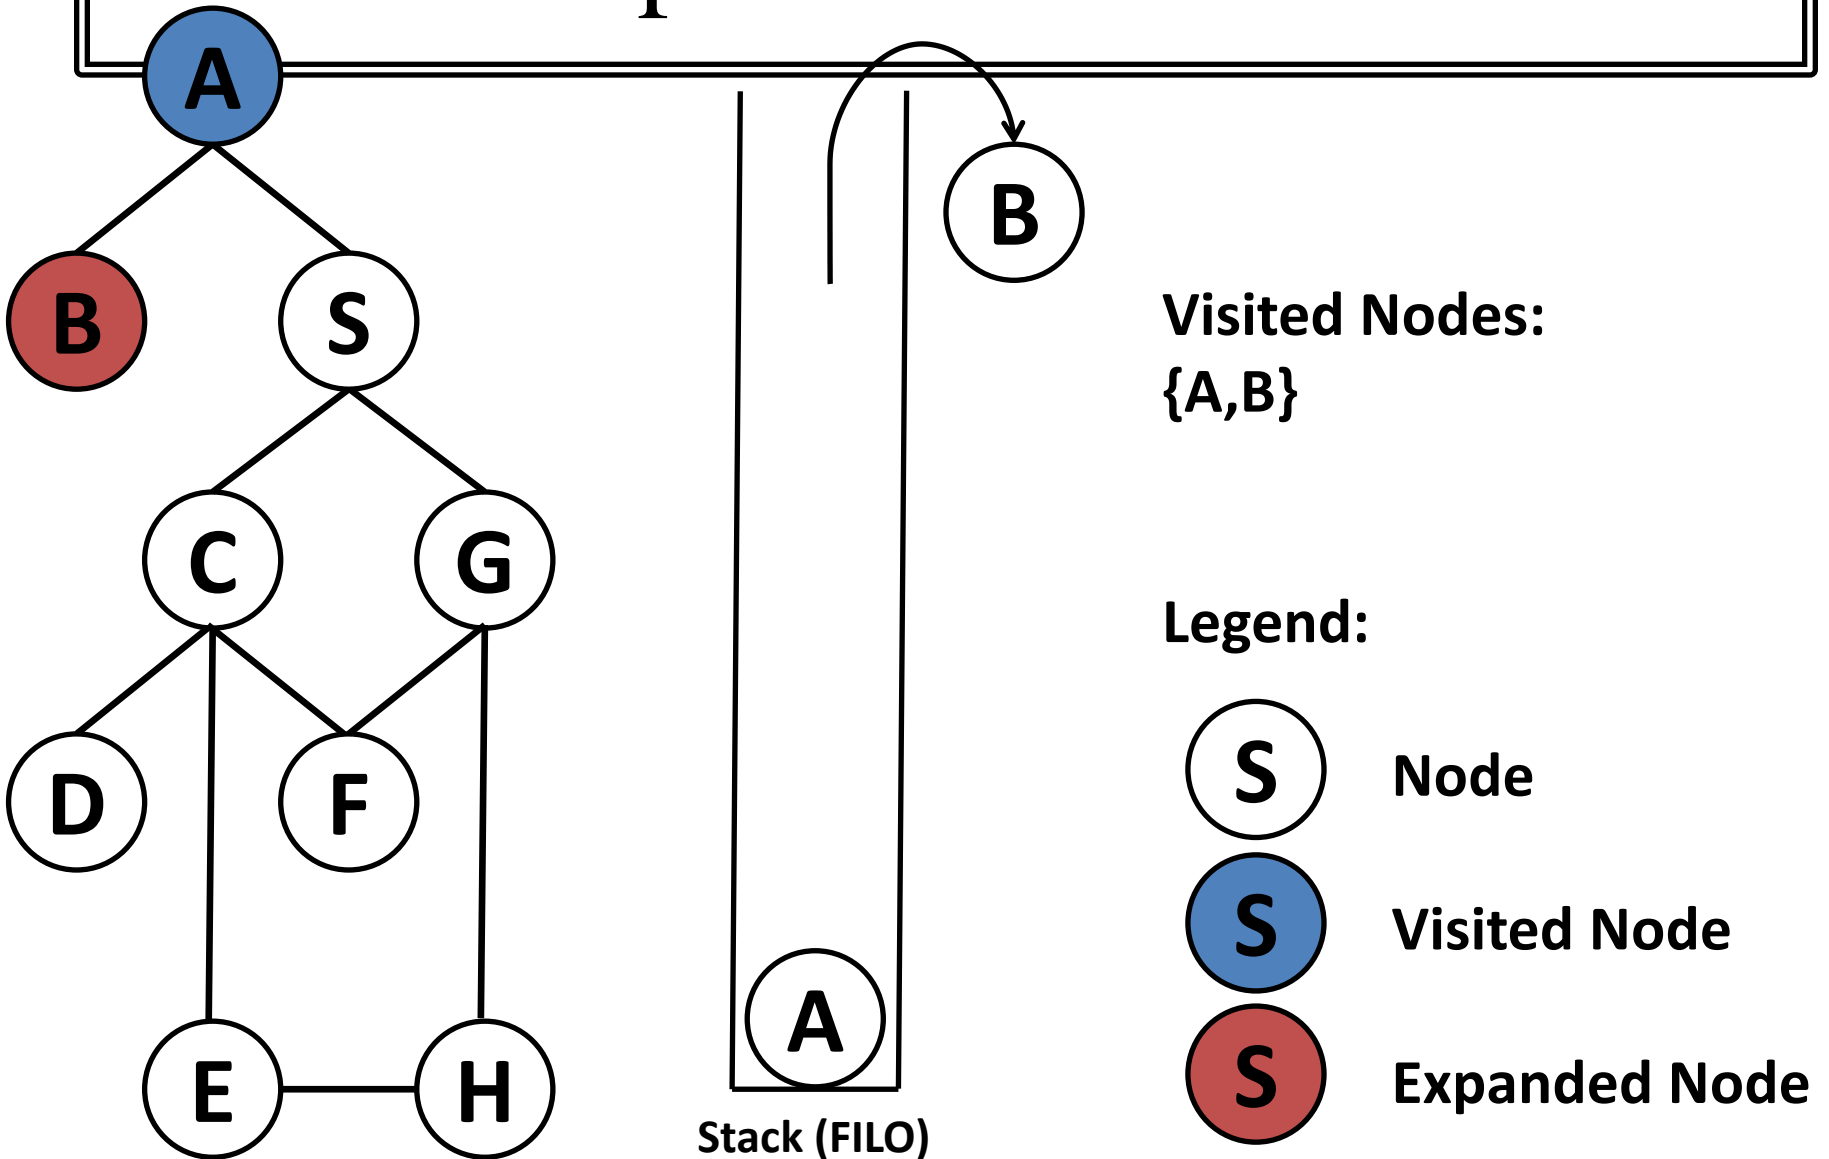 A
B
B
S
Visited Nodes:
{A,B}
C
G
Legend:
S Node
D
F
S Visited Node
A
S Expanded Node
E
H
Stack (FILO)